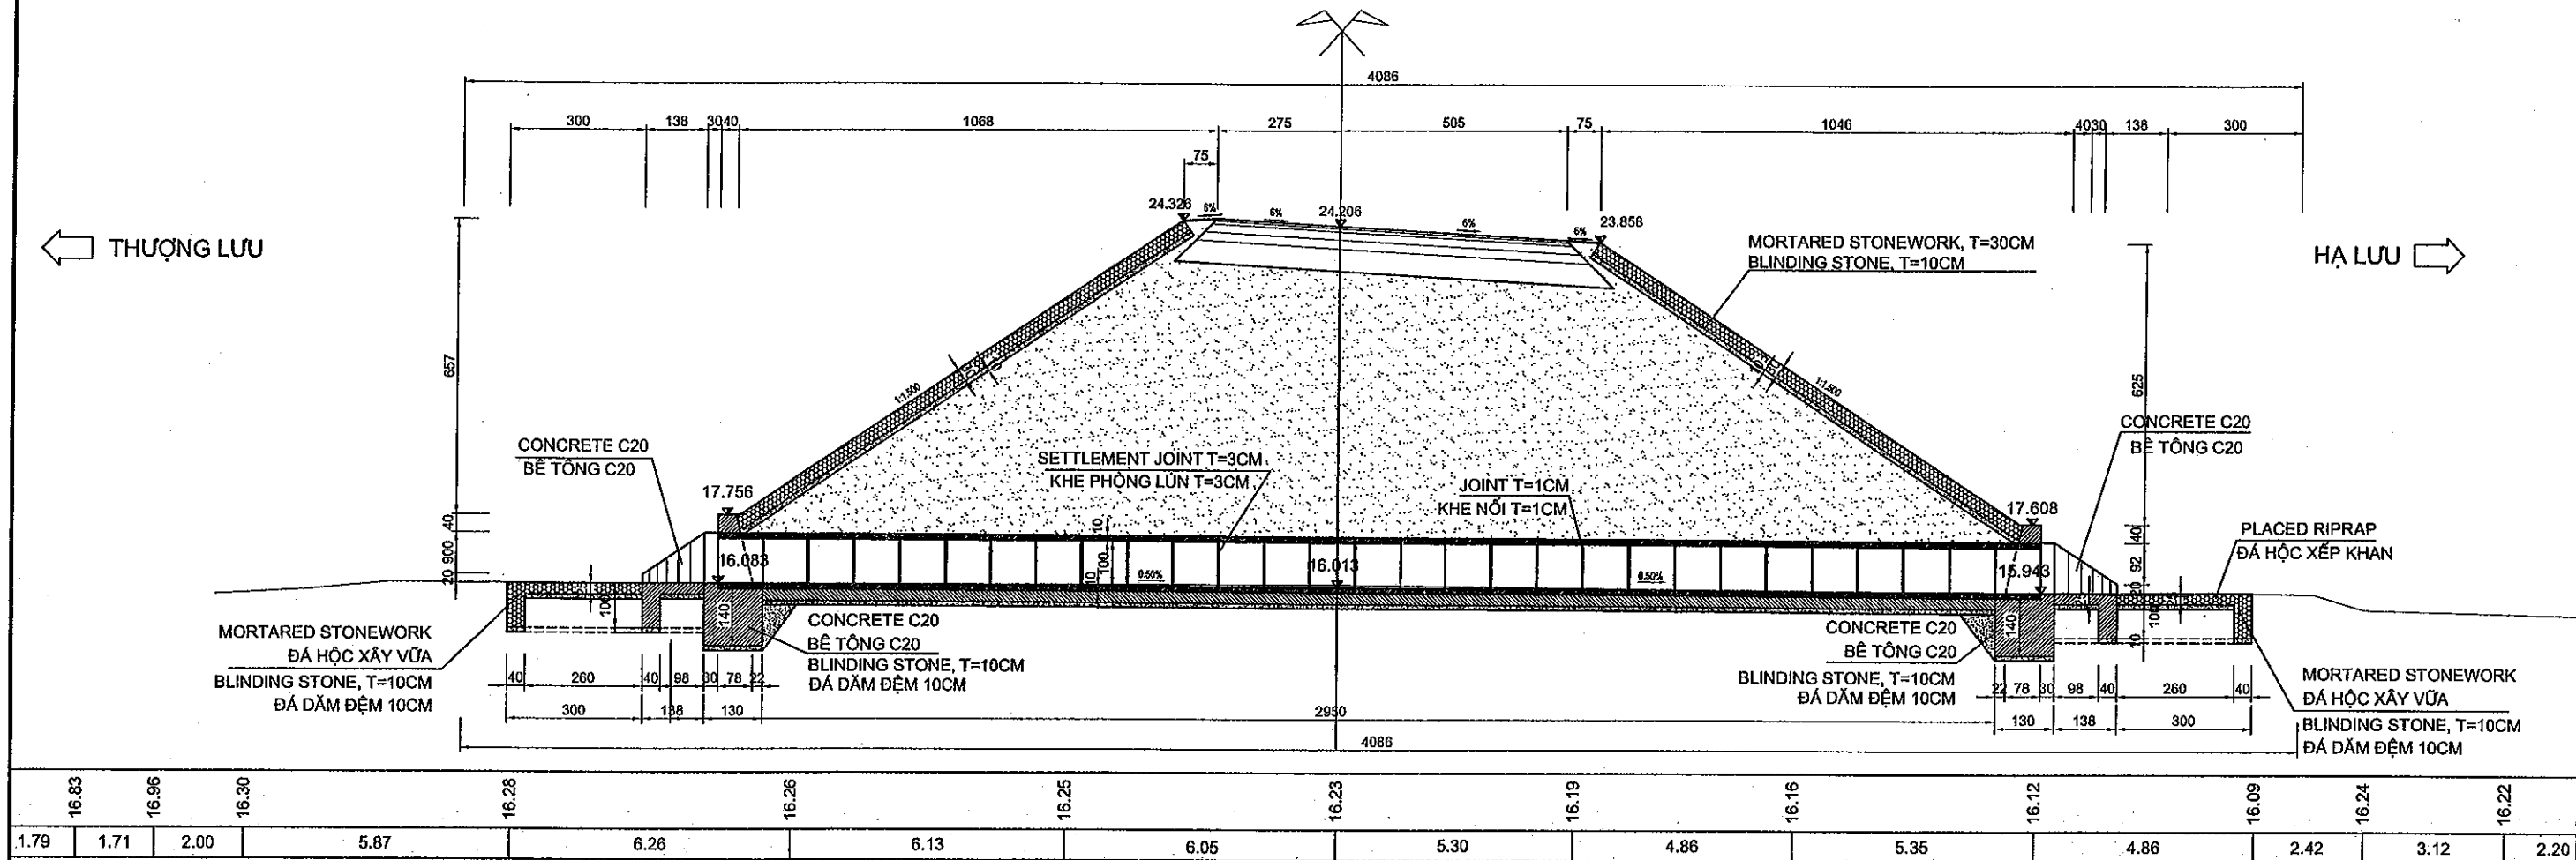 4086
300 138 30 40 1068 275 505 75 1046 40 30 138 300
75
24.326 6% 6% 24.206 6% 6% 23.858
THƯỢNG LƯU
HẠ LƯU
MORTARED STONEWORK, T=30CM
BLINDING STONE, T=10CM
657
625
1:1.500
1:1.500
CONCRETE C20
BÊ TÔNG C20
SETTLEMENT JOINT T=3CM
KHE PHÒNG LÚN T=3CM
JOINT T=1CM
KHE NỐI T=1CM
CONCRETE C20
BÊ TÔNG C20
17.756
17.608
PLACED RIPRAP
ĐÁ HỘC XẾP KHAN
40
900
20
10
100
10
40
92
20
16.083 0.50% 16.013 0.50% 15.943
100 140 140 100
10
MORTARED STONEWORK
ĐÁ HỘC XÂY VỮA
BLINDING STONE, T=10CM
ĐÁ DĂM ĐỆM 10CM
CONCRETE C20
BÊ TÔNG C20
BLINDING STONE, T=10CM
ĐÁ DĂM ĐỆM 10CM
CONCRETE C20
BÊ TÔNG C20
BLINDING STONE, T=10CM
ĐÁ DĂM ĐỆM 10CM
MORTARED STONEWORK
ĐÁ HỘC XÂY VỮA
BLINDING STONE, T=10CM
ĐÁ DĂM ĐỆM 10CM
40 260 40 98 30 78 22 22 78 30 98 40 260 40
300 138 130 2950 130 138 300
4086
16.83 16.96 16.30 16.28 16.26 16.25 16.23 16.19 16.16 16.12 16.09 16.24 16.22
1.79 1.71 2.00 5.87 6.26 6.13 6.05 5.30 4.86 5.35 4.86 2.42 3.12 2.20